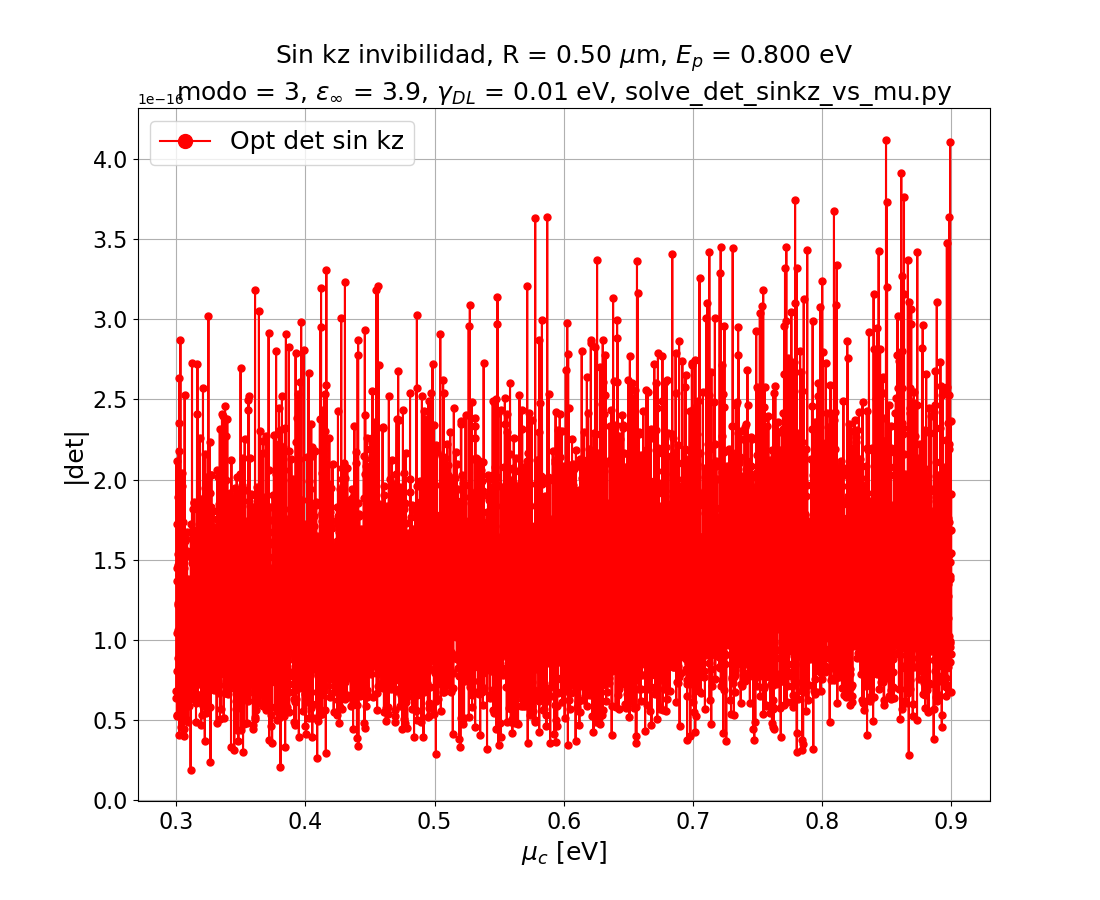 Sin kz invibilidad, R = 0.50 μm, E_p = 0.800 eV
modo = 3, ε_∞ = 3.9, γ_DL = 0.01 eV, solve_det_sinkz_vs_mu.py
1e−16
Opt det sin kz
4.0
3.5
3.0
2.5
2.0
1.5
1.0
0.5
0.0
|det|
0.3 0.4 0.5 0.6 0.7 0.8 0.9
μ_c [eV]